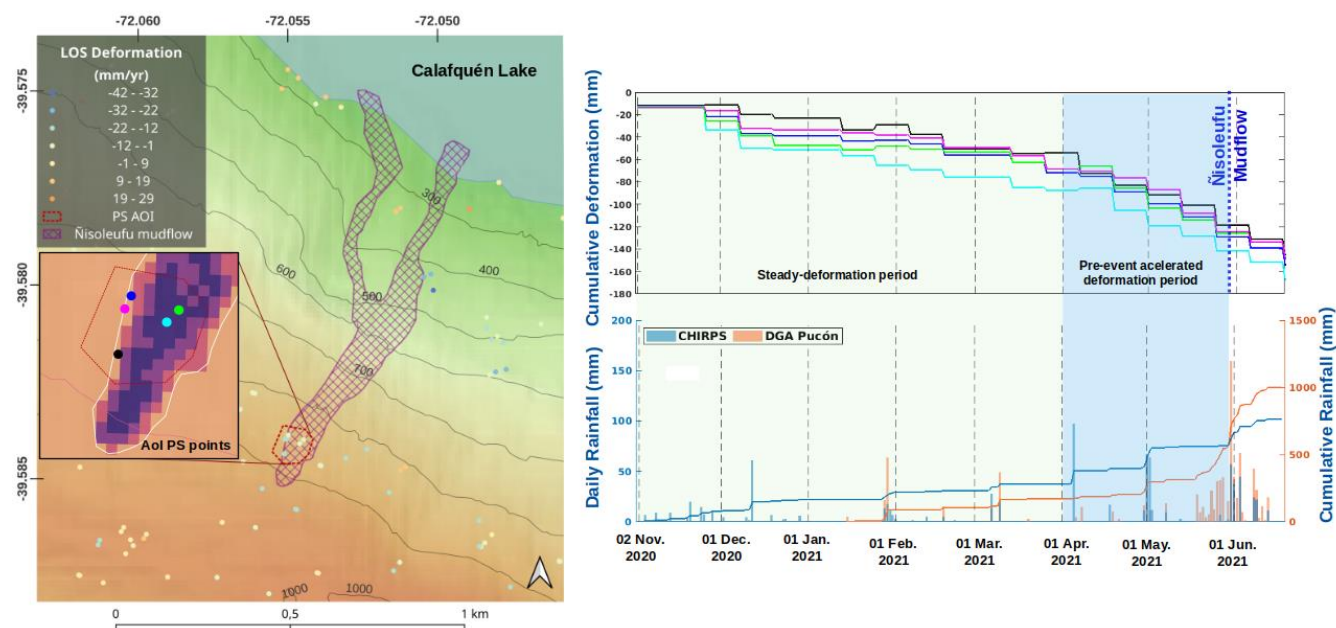 -72.060
-72.055
-72.050
LOS Deformation
(mm/yr)
-42 - -32
-32 - -22
-22 - -12
-12 - -1
-1 - 9
9 - 19
19 - 29
PS AOI
Ñisoleufu mudflow
Calafquén Lake
-39.575
-39.580
-39.585
300
400
500
600
700
1000
1000
AoI PS points
0
0,5
1 km
Cumulative Deformation (mm)
0
-20
-40
-60
-80
-100
-120
-140
-160
-180
Steady-deformation period
Pre-event acelerated
deformation period
Ñisoleufu
Mudflow
Daily Rainfall (mm)
200
150
100
50
0
CHIRPS
DGA Pucón
1500
1000
500
0
Cumulative Rainfall (mm)
02 Nov.
2020
01 Dec.
2020
01 Jan.
2021
01 Feb.
2021
01 Mar.
2021
01 Apr.
2021
01 May.
2021
01 Jun.
2021